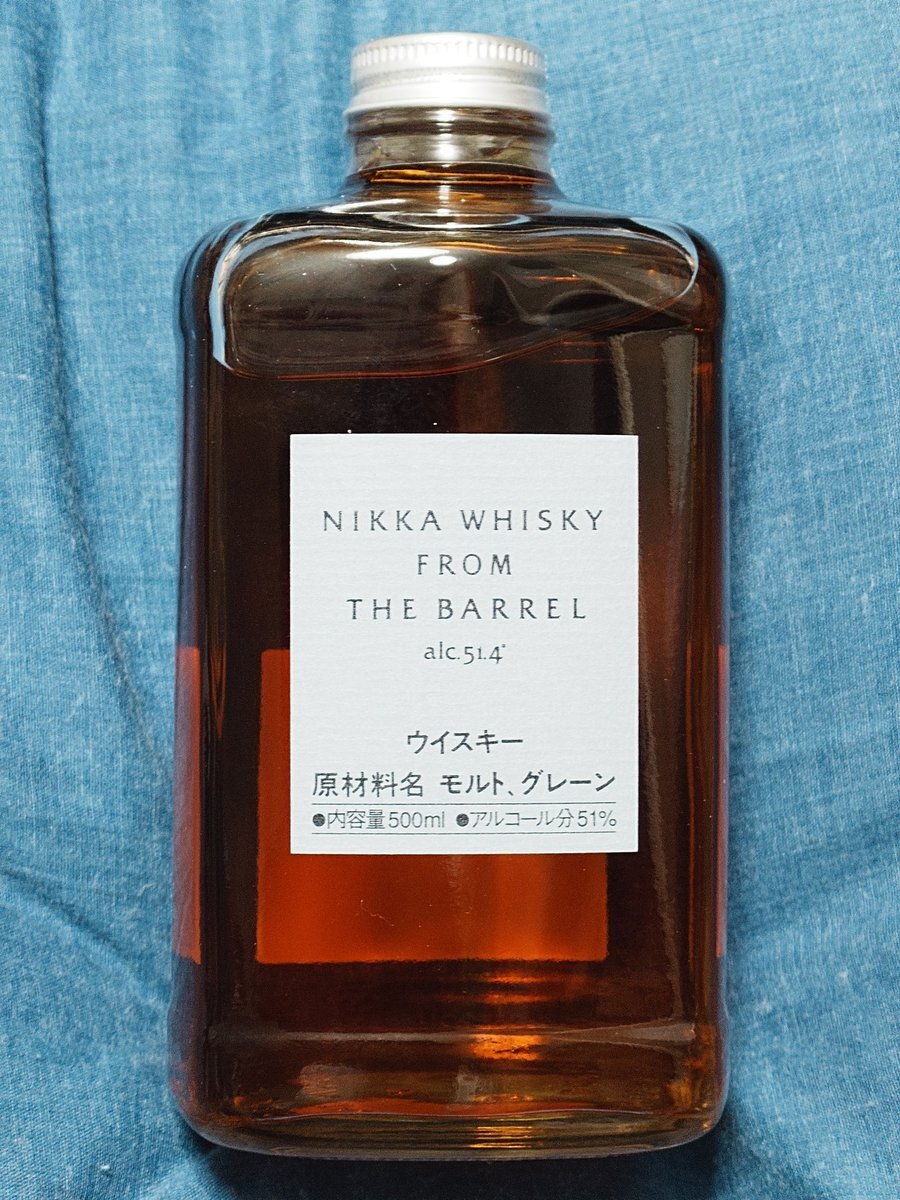 NIKKA WHISKY
FROM
THE BARREL
alc.51.4°
ウイスキー
原材料名 モルト、グレーン
●内容量500ml ●アルコール分51%